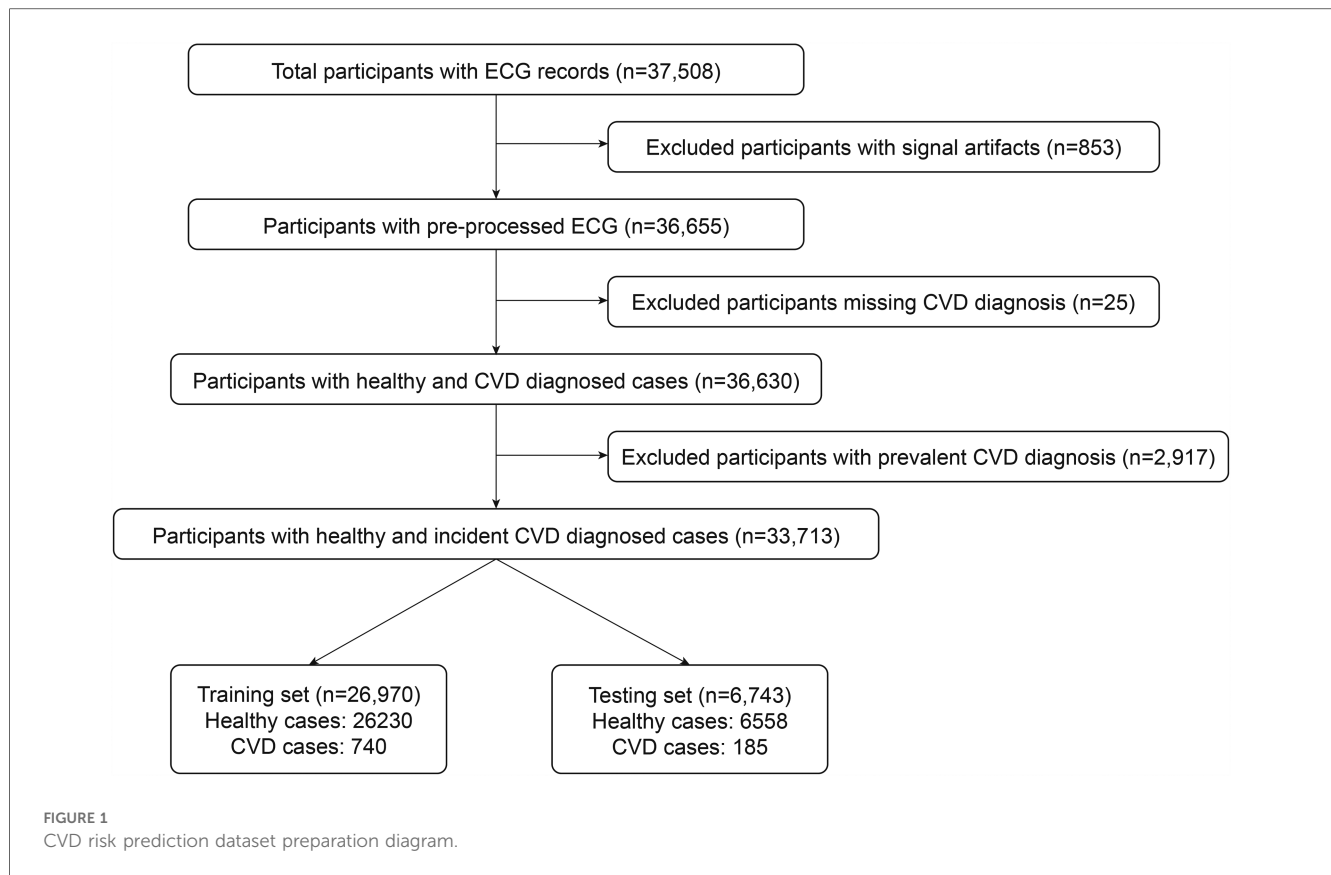 Total participants with ECG records (n=37,508)
Excluded participants with signal artifacts (n=853)
Participants with pre-processed ECG (n=36,655)
Excluded participants missing CVD diagnosis (n=25)
Participants with healthy and CVD diagnosed cases (n=36,630)
Excluded participants with prevalent CVD diagnosis (n=2,917)
Participants with healthy and incident CVD diagnosed cases (n=33,713)
Training set (n=26,970)
Healthy cases: 26230
CVD cases: 740
Testing set (n=6,743)
Healthy cases: 6558
CVD cases: 185
FIGURE 1
CVD risk prediction dataset preparation diagram.